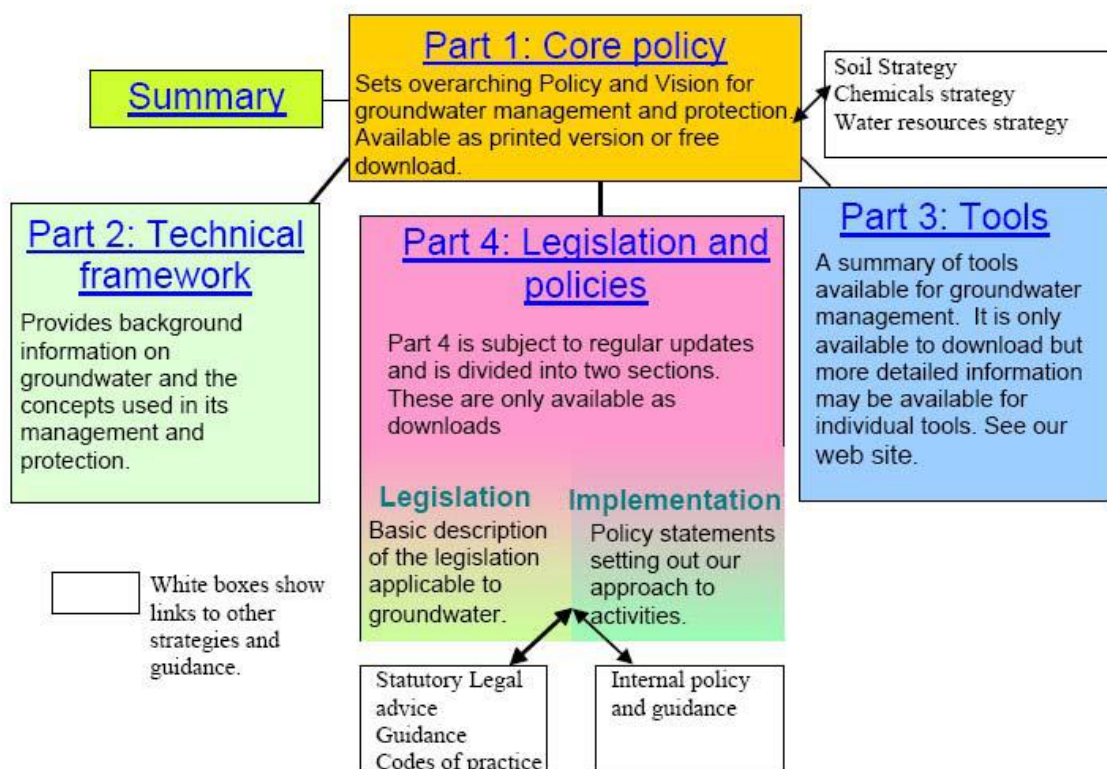 Part 1: Core policy
Sets overarching Policy and Vision for
groundwater management and protection.
Available as printed version or free
download.
Summary
Soil Strategy
Chemicals strategy
Water resources strategy
Part 2: Technical
framework
Provides background
information on
groundwater and the
concepts used in its
management and
protection.
Part 4: Legislation and
policies
Part 4 is subject to regular updates
and is divided into two sections.
These are only available as
downloads
Legislation
Basic description
of the legislation
applicable to
groundwater.
Implementation
Policy statements
setting out our
approach to
activities.
Part 3: Tools
A summary of tools
available for groundwater
management. It is only
available to download but
more detailed information
may be available for
individual tools. See our
web site.
White boxes show
links to other
strategies and
guidance.
Statutory Legal
advice
Guidance
Codes of practice
Internal policy
and guidance